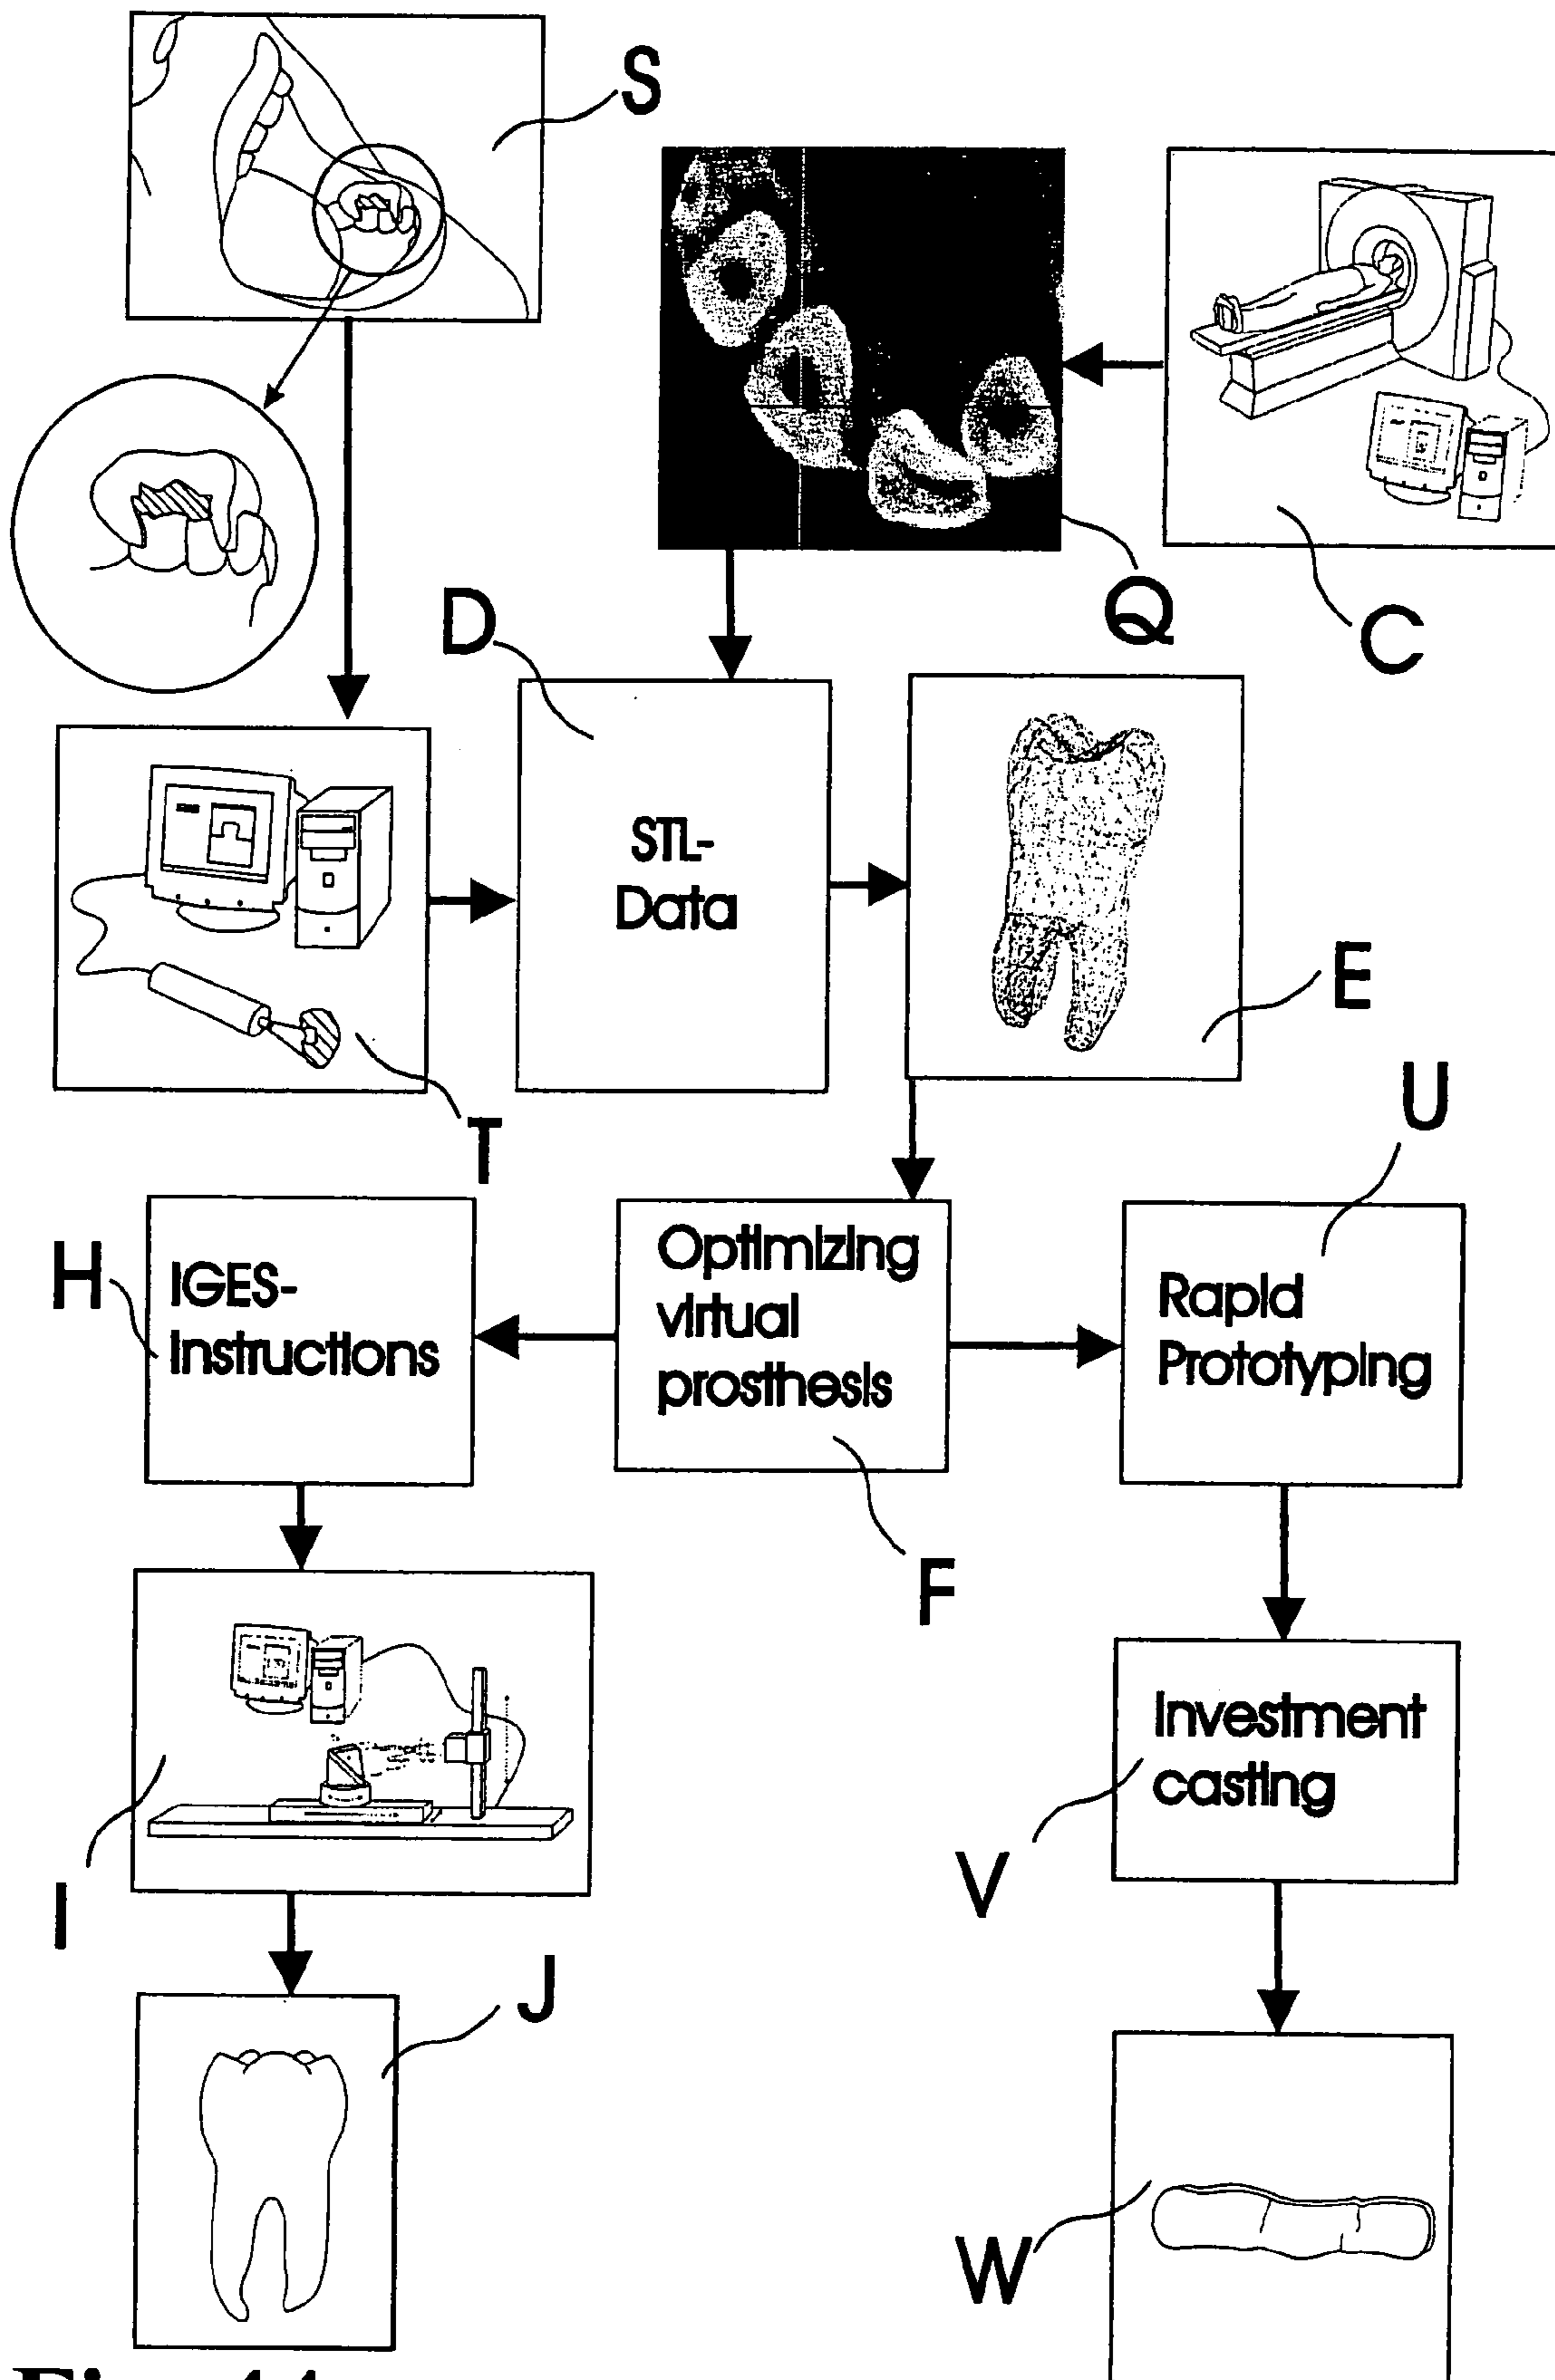 S
Q
C
D
STL-
Data
E
T
U
H
IGES-
Instructions
Optimizing
virtual
prosthesis
Rapid
Prototyping
F
I
V
Investment
casting
J
W